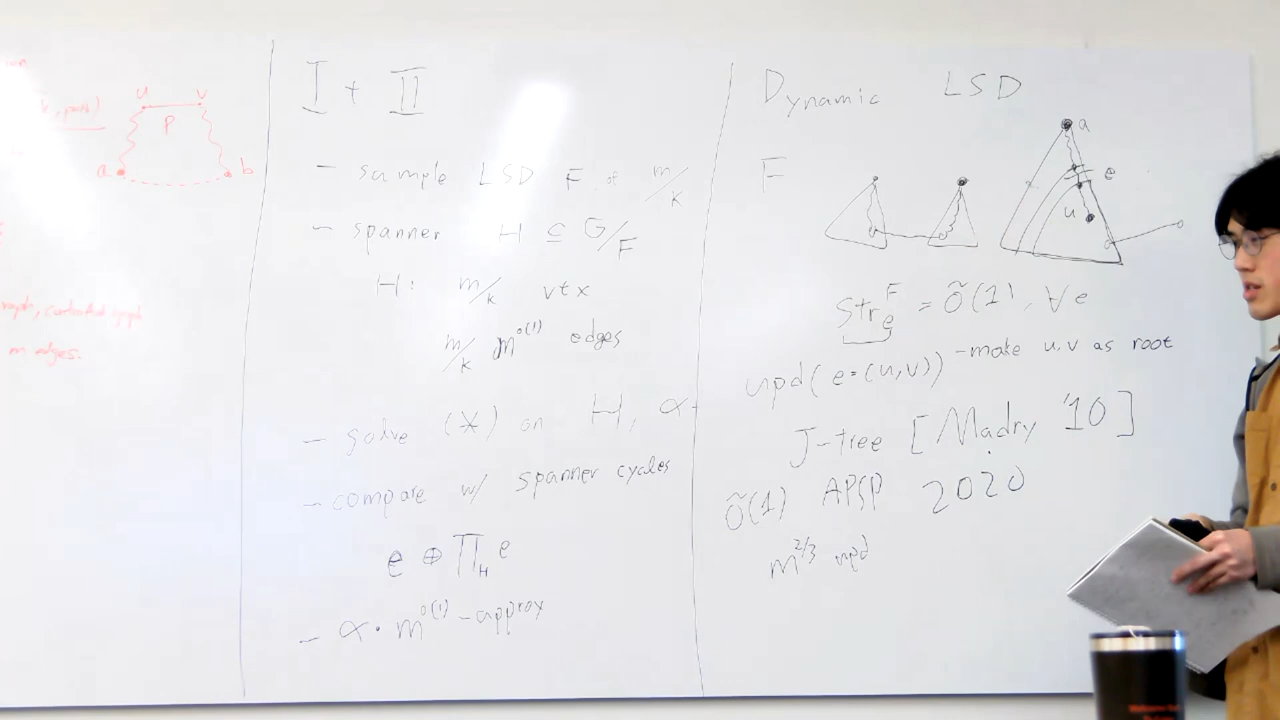 u v
P
a b
m edges.
I + II
- sample LSD F of m/k
- spanner H ⊆ G/F
H: m/k vtx
m/k m^o(1) edges
- solve (*) on H, α
- compare w/ spanner cycles
e ⊕ Π_H e
- α · m^o(1) - approx
Dynamic LSD
F
a
e
u
Str_e^F = Õ(1), ∀e
upd(e=(u,v)) - make u,v as root
J-tree [Madry '10]
Õ(1) APSP 2020
m^2/3 upd